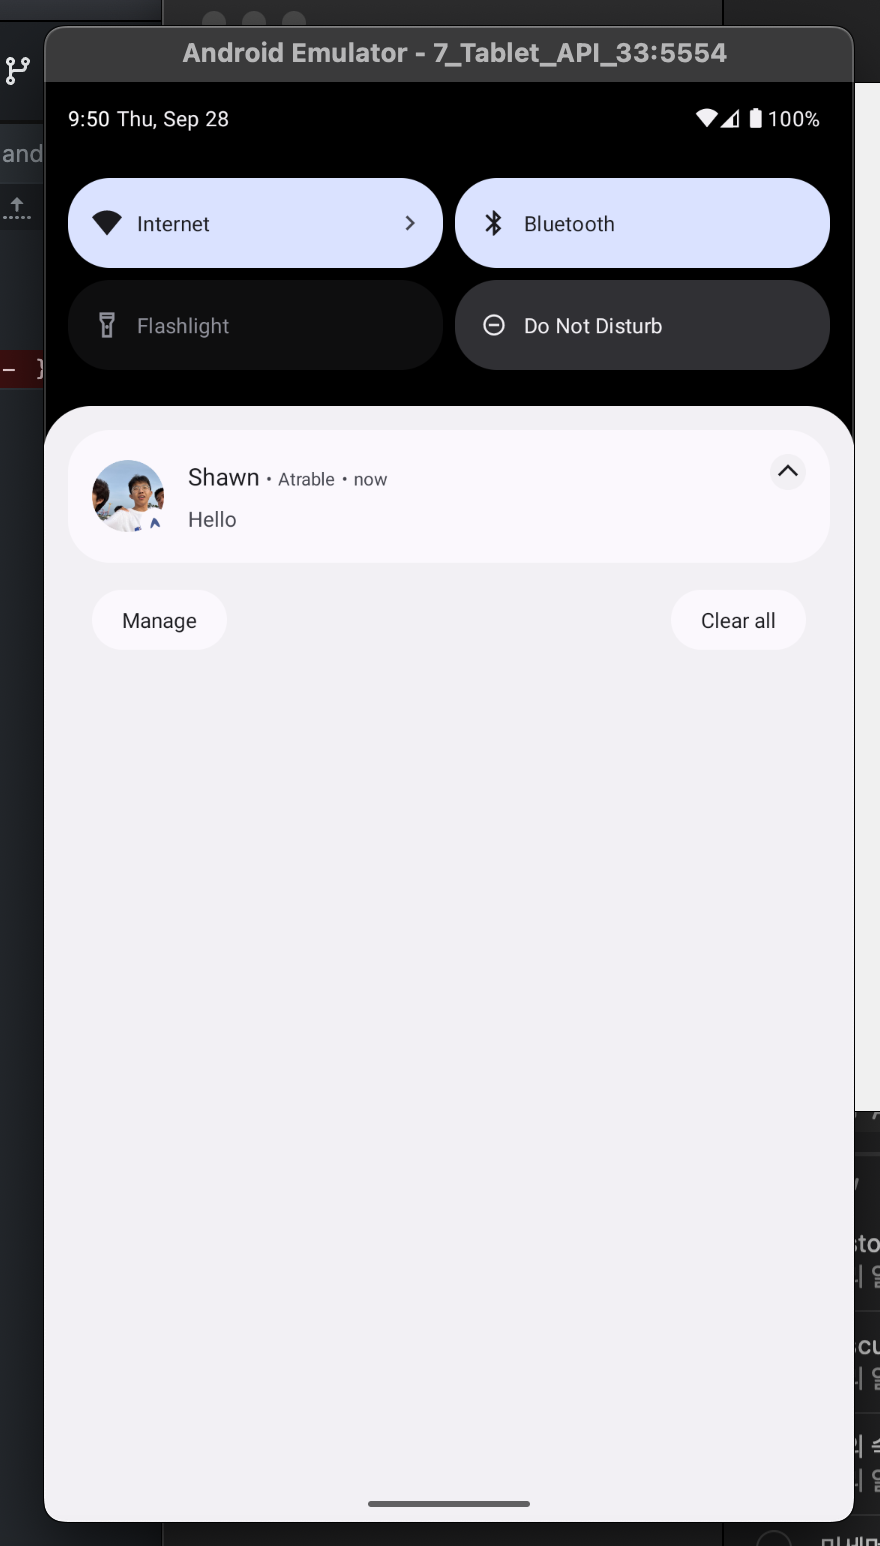 Android Emulator - 7_Tablet_API_33:5554
and
9:50 Thu, Sep 28
100%
Internet
Bluetooth
Flashlight
Do Not Disturb
Shawn • Atrable • now
Hello
Manage
Clear all